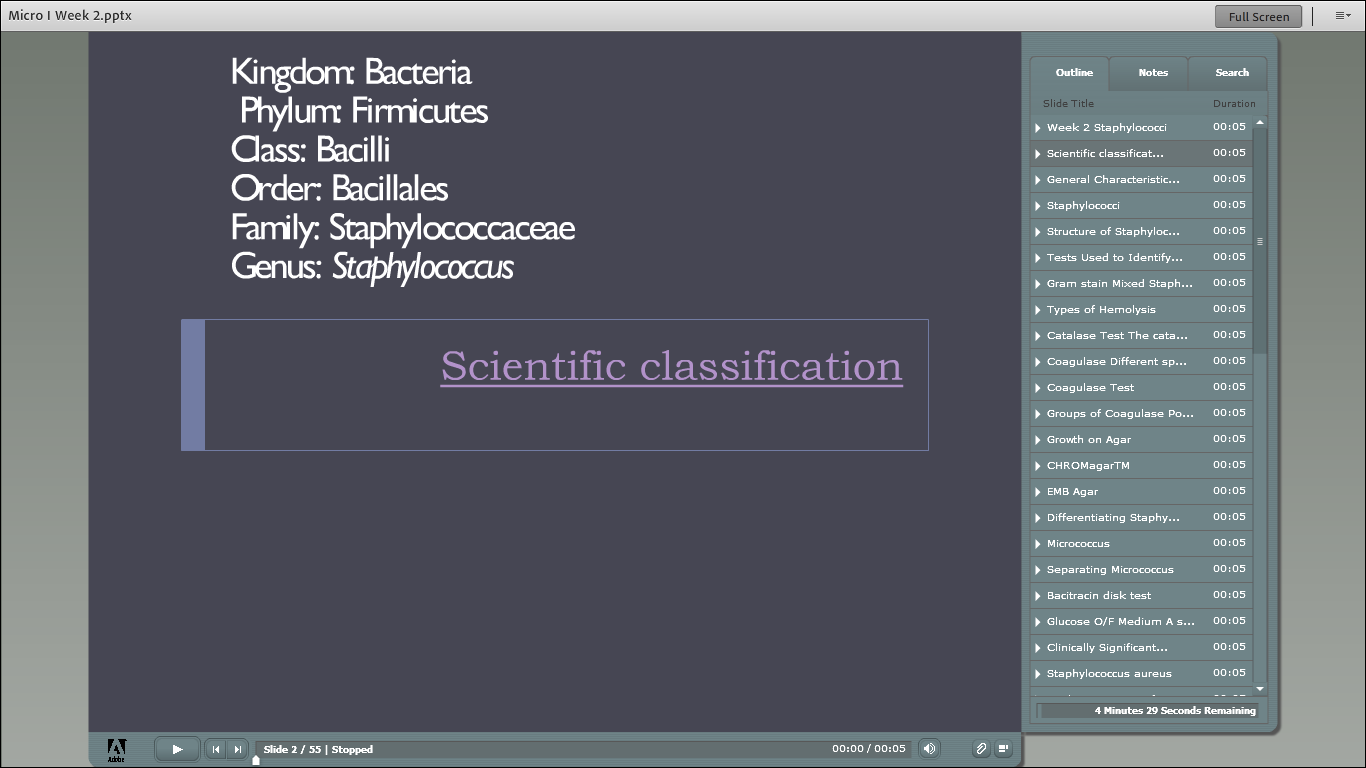 Micro I Week 2.pptx
Full Screen
Kingdom: Bacteria
Phylum: Firmicutes
Class: Bacilli
Order: Bacillales
Family: Staphylococcaceae
Genus: Staphylococcus
Scientific classification
Outline Notes Search
Slide Title Duration
Week 2 Staphylococci 00:05
Scientific classificat... 00:05
General Characteristic... 00:05
Staphylococci 00:05
Structure of Staphyloc... 00:05
Tests Used to Identify... 00:05
Gram stain Mixed Staph... 00:05
Types of Hemolysis 00:05
Catalase Test The cata... 00:05
Coagulase Different sp... 00:05
Coagulase Test 00:05
Groups of Coagulase Po... 00:05
Growth on Agar 00:05
CHROMagarTM 00:05
EMB Agar 00:05
Differentiating Staphy... 00:05
Micrococcus 00:05
Separating Micrococcus 00:05
Bacitracin disk test 00:05
Glucose O/F Medium A s... 00:05
Clinically Significant... 00:05
Staphylococcus aureus 00:05
4 Minutes 29 Seconds Remaining
Adobe
Slide 2 / 55 | Stopped
00:00 / 00:05